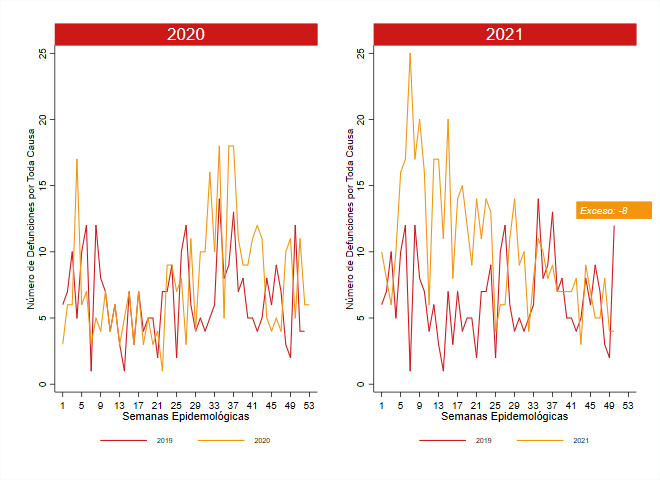 2020
Número de Defunciones por Toda Causa
25
20
15
10
5
0
1 5 9 13 17 21 25 29 33 37 41 45 49 53
Semanas Epidemológicas
2019 2020
2021
Número de Defunciones por Toda Causa
25
20
15
10
5
0
Exceso: -8
1 5 9 13 17 21 25 29 33 37 41 45 49 53
Semanas Epidemológicas
2019 2021